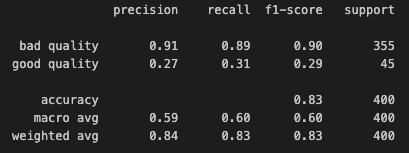 precision recall f1-score support
bad quality 0.91 0.89 0.90 355
good quality 0.27 0.31 0.29 45
accuracy 0.83 400
macro avg 0.59 0.60 0.60 400
weighted avg 0.84 0.83 0.83 400